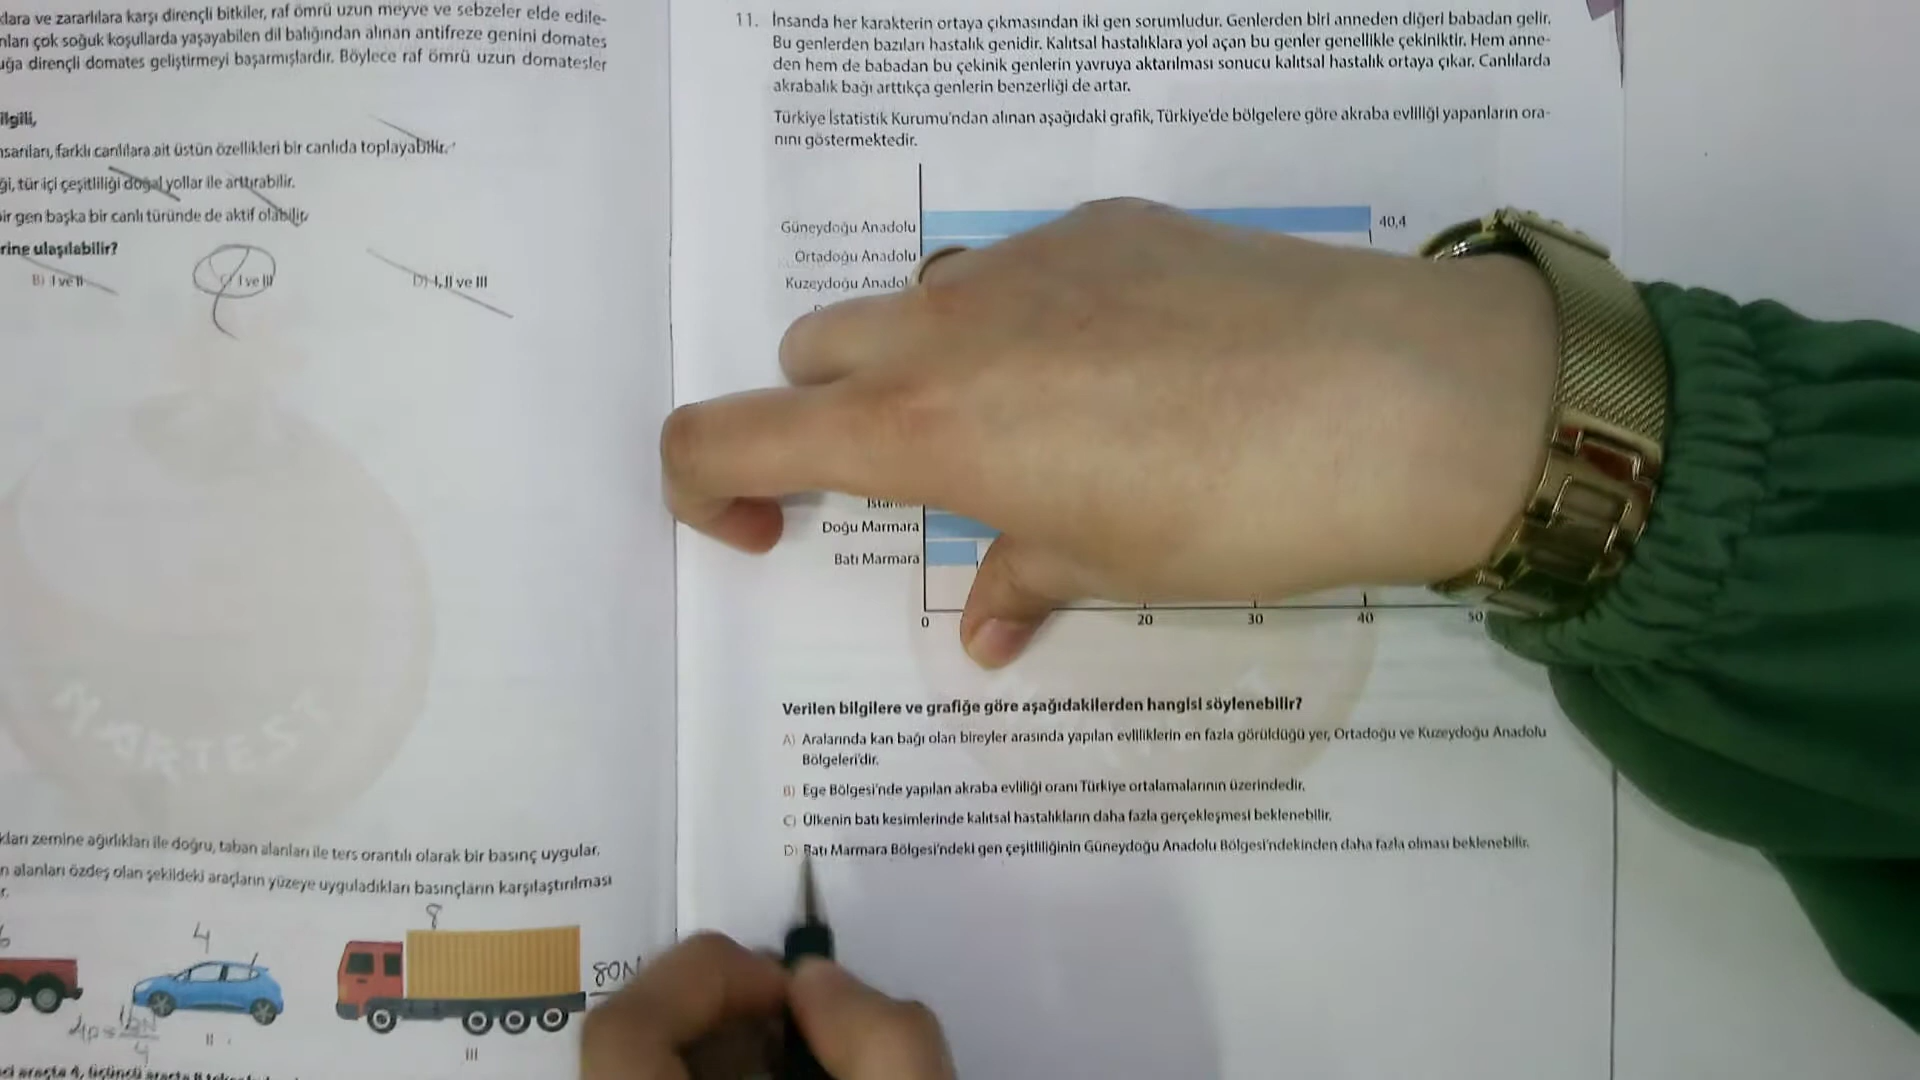 klara ve zararlılara karşı dirençli bitkiler, raf ömrü uzun meyve ve sebzeler elde edile-
nları çok soğuk koşullarda yaşayabilen dil balığından alınan antifreze genini domates
uğa dirençli domates geliştirmeyi başarmışlardır. Böylece raf ömrü uzun domatesler
ilgili,
nsanları, farklı canlılara ait üstün özellikleri bir canlıda toplayabilir.
ği, tür içi çeşitliliği doğal yollar ile arttırabilir.
bir gen başka bir canlı türünde de aktif olabilir.
rine ulaşılabilir?
B) I ve II
C) I ve III
D) I, II ve III
MARTEST
kları zemine ağırlıkları ile doğru, taban alanları ile ters orantılı olarak bir basınç uygular.
n alanları özdeş olan şekildeki araçların yüzeye uyguladıkları basınçların karşılaştırılması
r.
6
4
8
80N
II
III
11. İnsanda her karakterin ortaya çıkmasından iki gen sorumludur. Genlerden biri anneden diğeri babadan gelir.
Bu genlerden bazıları hastalık genidir. Kalıtsal hastalıklara yol açan bu genler genellikle çekiniktir. Hem anne-
den hem de babadan bu çekinik genlerin yavruya aktarılması sonucu kalıtsal hastalık ortaya çıkar. Canlılarda
akrabalık bağı arttıkça genlerin benzerliği de artar.
Türkiye İstatistik Kurumu'ndan alınan aşağıdaki grafik, Türkiye'de bölgelere göre akraba evliliği yapanların ora-
nını göstermektedir.
Güneydoğu Anadolu 40,4
Ortadoğu Anadolu
Kuzeydoğu Anadol
Doğu Marmara
Batı Marmara
0 20 30 40 50
Verilen bilgilere ve grafiğe göre aşağıdakilerden hangisi söylenebilir?
A) Aralarında kan bağı olan bireyler arasında yapılan evliliklerin en fazla görüldüğü yer, Ortadoğu ve Kuzeydoğu Anadolu
Bölgeleri'dir.
B) Ege Bölgesi'nde yapılan akraba evliliği oranı Türkiye ortalamalarının üzerindedir.
C) Ülkenin batı kesimlerinde kalıtsal hastalıkların daha fazla gerçekleşmesi beklenebilir.
D) Batı Marmara Bölgesi'ndeki gen çeşitliliğinin Güneydoğu Anadolu Bölgesi'ndekinden daha fazla olması beklenebilir.